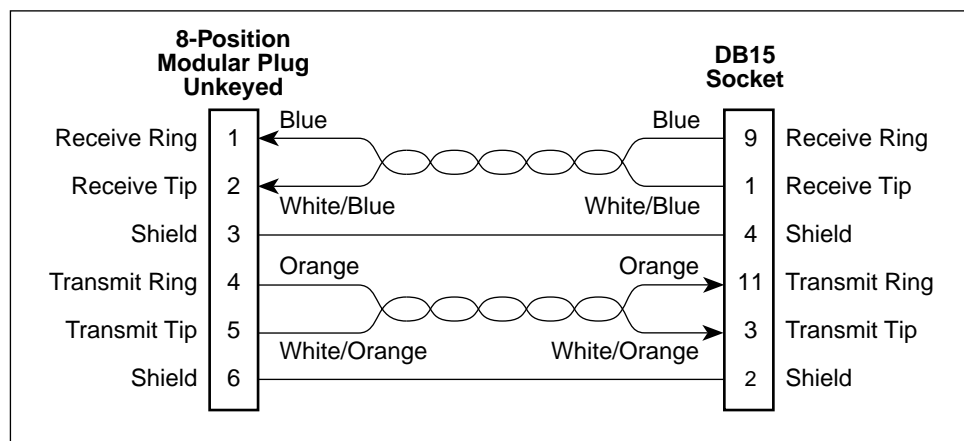 8-Position
Modular Plug
Unkeyed
DB15
Socket
Receive Ring 1 Blue Blue 9 Receive Ring
Receive Tip 2 White/Blue White/Blue 1 Receive Tip
Shield 3 4 Shield
Transmit Ring 4 Orange Orange 11 Transmit Ring
Transmit Tip 5 White/Orange White/Orange 3 Transmit Tip
Shield 6 2 Shield